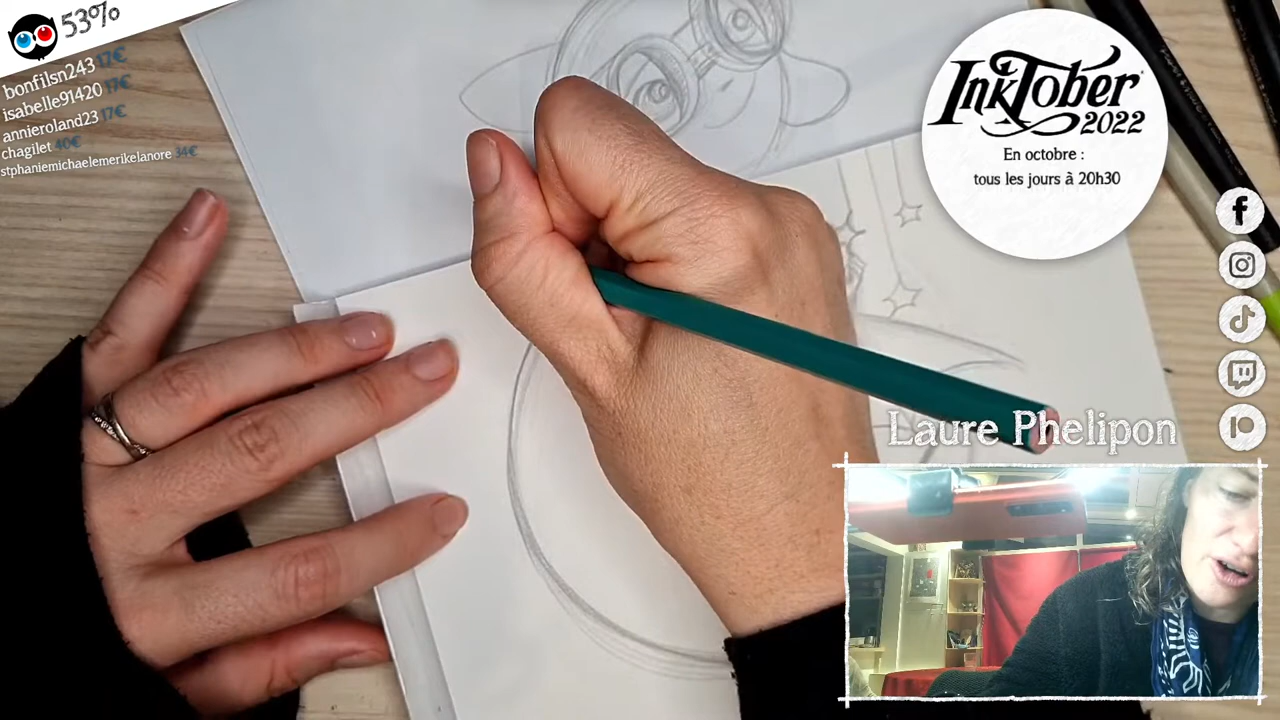 53%
bonfilsn243 17€
isabelle91420 17€
annieroland23 17€
chagilet 40€
stphaniemichaelemerikelanore 34€
InkTober
2022
En octobre :
tous les jours à 20h30
Laure Phelipon